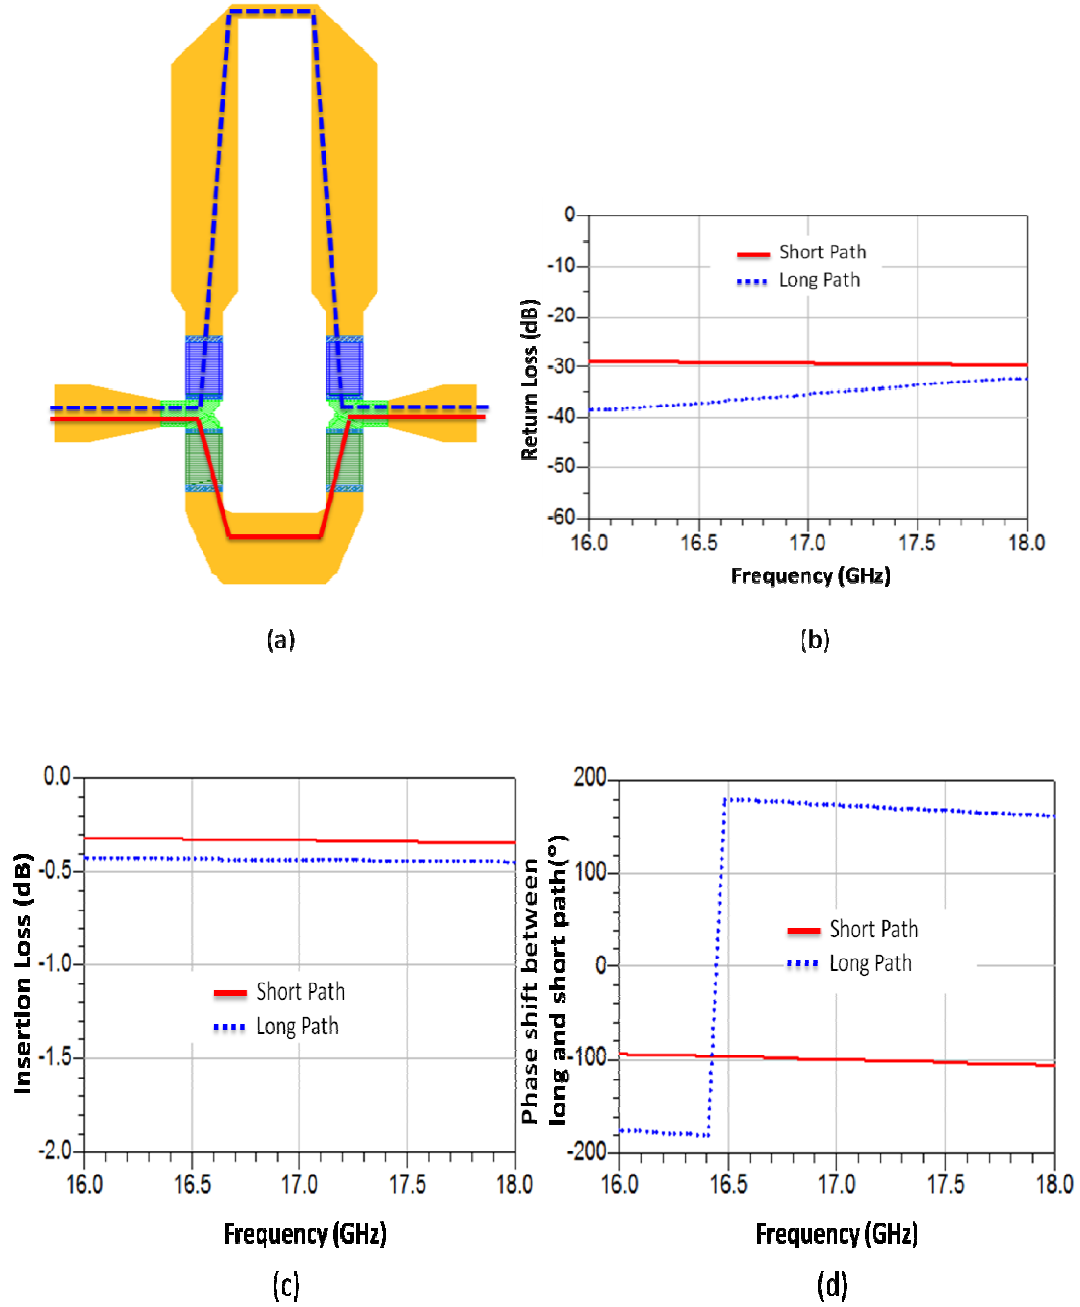 (a)
0
-10
-20
-30
-40
-50
-60
Return Loss (dB)
Short Path
Long Path
16.0 16.5 17.0 17.5 18.0
Frequency (GHz)
(b)
0.0
-0.5
-1.0
-1.5
-2.0
Insertion Loss (dB)
Short Path
Long Path
16.0 16.5 17.0 17.5 18.0
Frequency (GHz)
(c)
200
100
0
-100
-200
Phase shift between
long and short path(°)
Short Path
Long Path
16.0 16.5 17.0 17.5 18.0
Frequency (GHz)
(d)